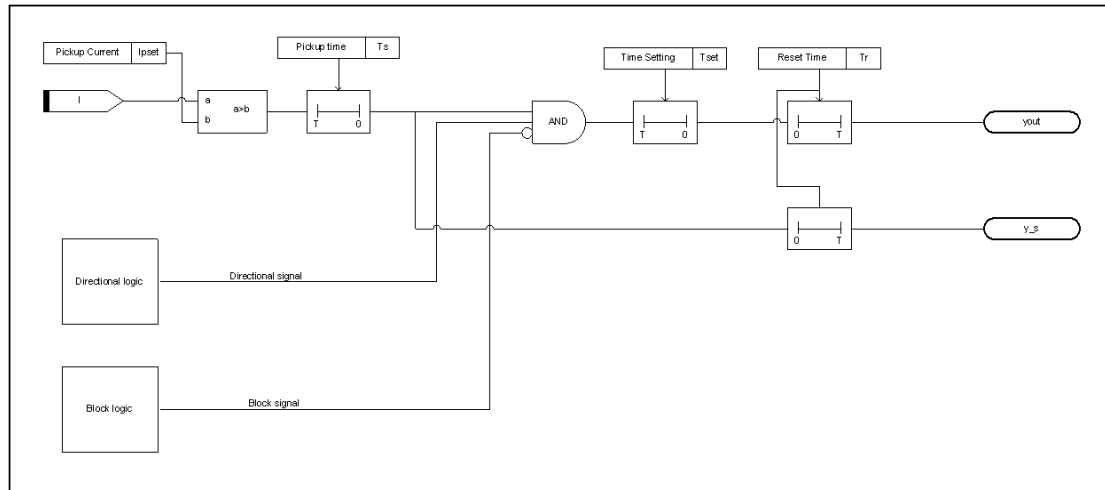 Pickup Current Ipset
Pickup time Ts
Time Setting Tset
Reset Time Tr
I
a
b
a>b
T 0
AND
T 0
0 T
yout
0 T
y_s
Directional logic
Directional signal
Block logic
Block signal